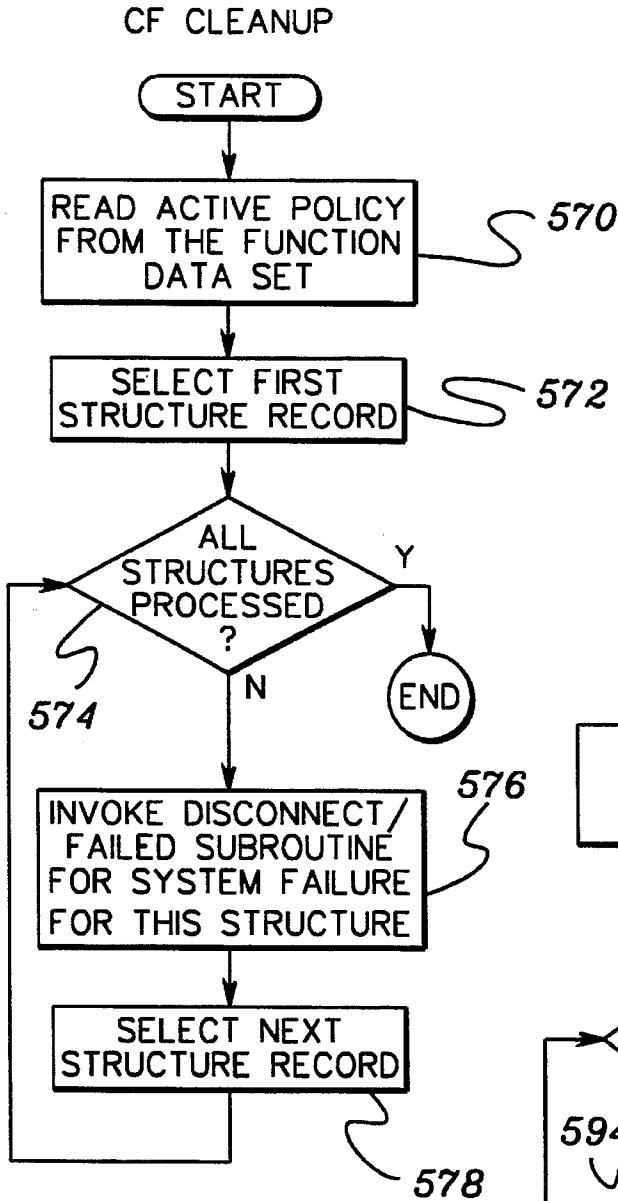 CF CLEANUP
START
READ ACTIVE POLICY
FROM THE FUNCTION
DATA SET
570
SELECT FIRST
STRUCTURE RECORD
572
ALL
STRUCTURES
PROCESSED
?
Y
574
N
END
576
INVOKE DISCONNECT/
FAILED SUBROUTINE
FOR SYSTEM FAILURE
FOR THIS STRUCTURE
SELECT NEXT
STRUCTURE RECORD
594
578